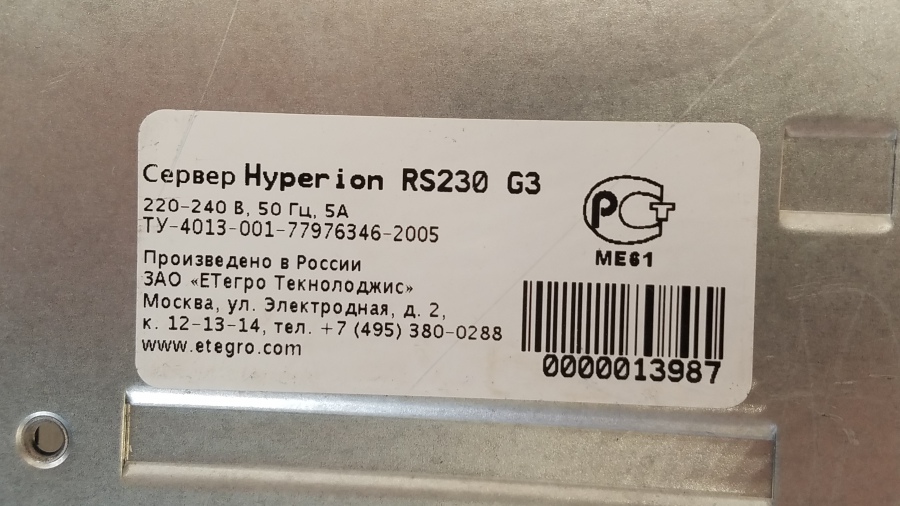 Сервер Hyperion RS230 G3
220-240 В, 50 Гц, 5А
ТУ-4013-001-77976346-2005
Произведено в России
ЗАО «ЕТегро Текнолоджис»
Москва, ул. Электродная, д. 2,
к. 12-13-14, тел. +7 (495) 380-0288
www.etegro.com
РСТ
МЕ61
0000013987